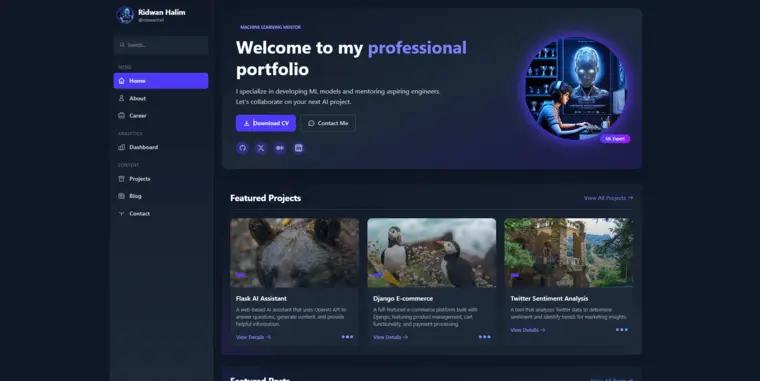 Ridwan Halim
@ridwanhal
Search...
MENU
Home
About
Career
ANALYTICS
Dashboard
CONTENT
Projects
Blog
Contact
MACHINE LEARNING MENTOR
Welcome to my professional
portfolio
I specialize in developing ML models and mentoring aspiring engineers.
Let's collaborate on your next AI project.
Download CV
Contact Me
ML Expert
Featured Projects
View All Projects →
Flask AI Assistant
A web-based AI assistant that uses OpenAI API to
answer questions, generate content, and provide
helpful information.
View Details →
Django E-commerce
A full-featured e-commerce platform built with
Django, featuring product management, cart
functionality, and payment processing.
View Details →
Twitter Sentiment Analysis
A tool that analyzes Twitter data to determine
sentiment and identify trends for marketing insights.
View Details →
Featured Posts